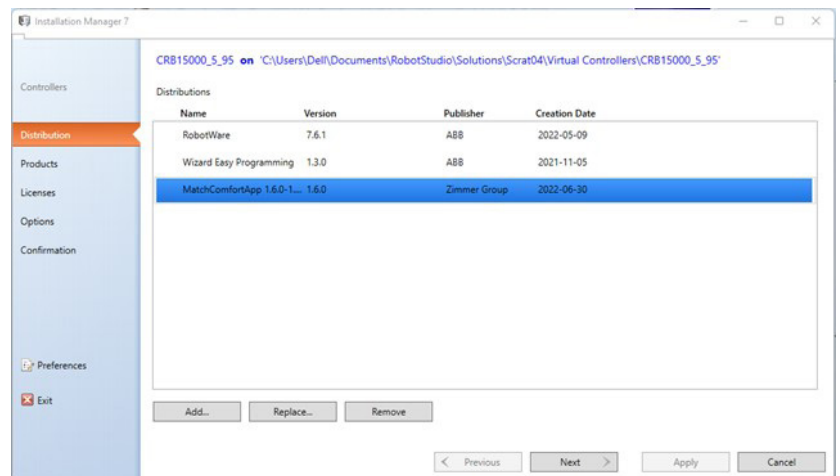 Installation Manager 7
CRB15000_5_95 on 'C:\Users\Dell\Documents\RobotStudio\Solutions\Scrat04\Virtual Controllers\CRB15000_5_95'
Controllers
Distribution
Products
Licenses
Options
Confirmation
Preferences
Exit
Distributions
Name Version Publisher Creation Date
RobotWare 7.6.1 ABB 2022-05-09
Wizard Easy Programming 1.3.0 ABB 2021-11-05
MatchComfortApp 1.6.0-1.... 1.6.0 Zimmer Group 2022-06-30
Add... Replace... Remove
< Previous Next > Apply Cancel